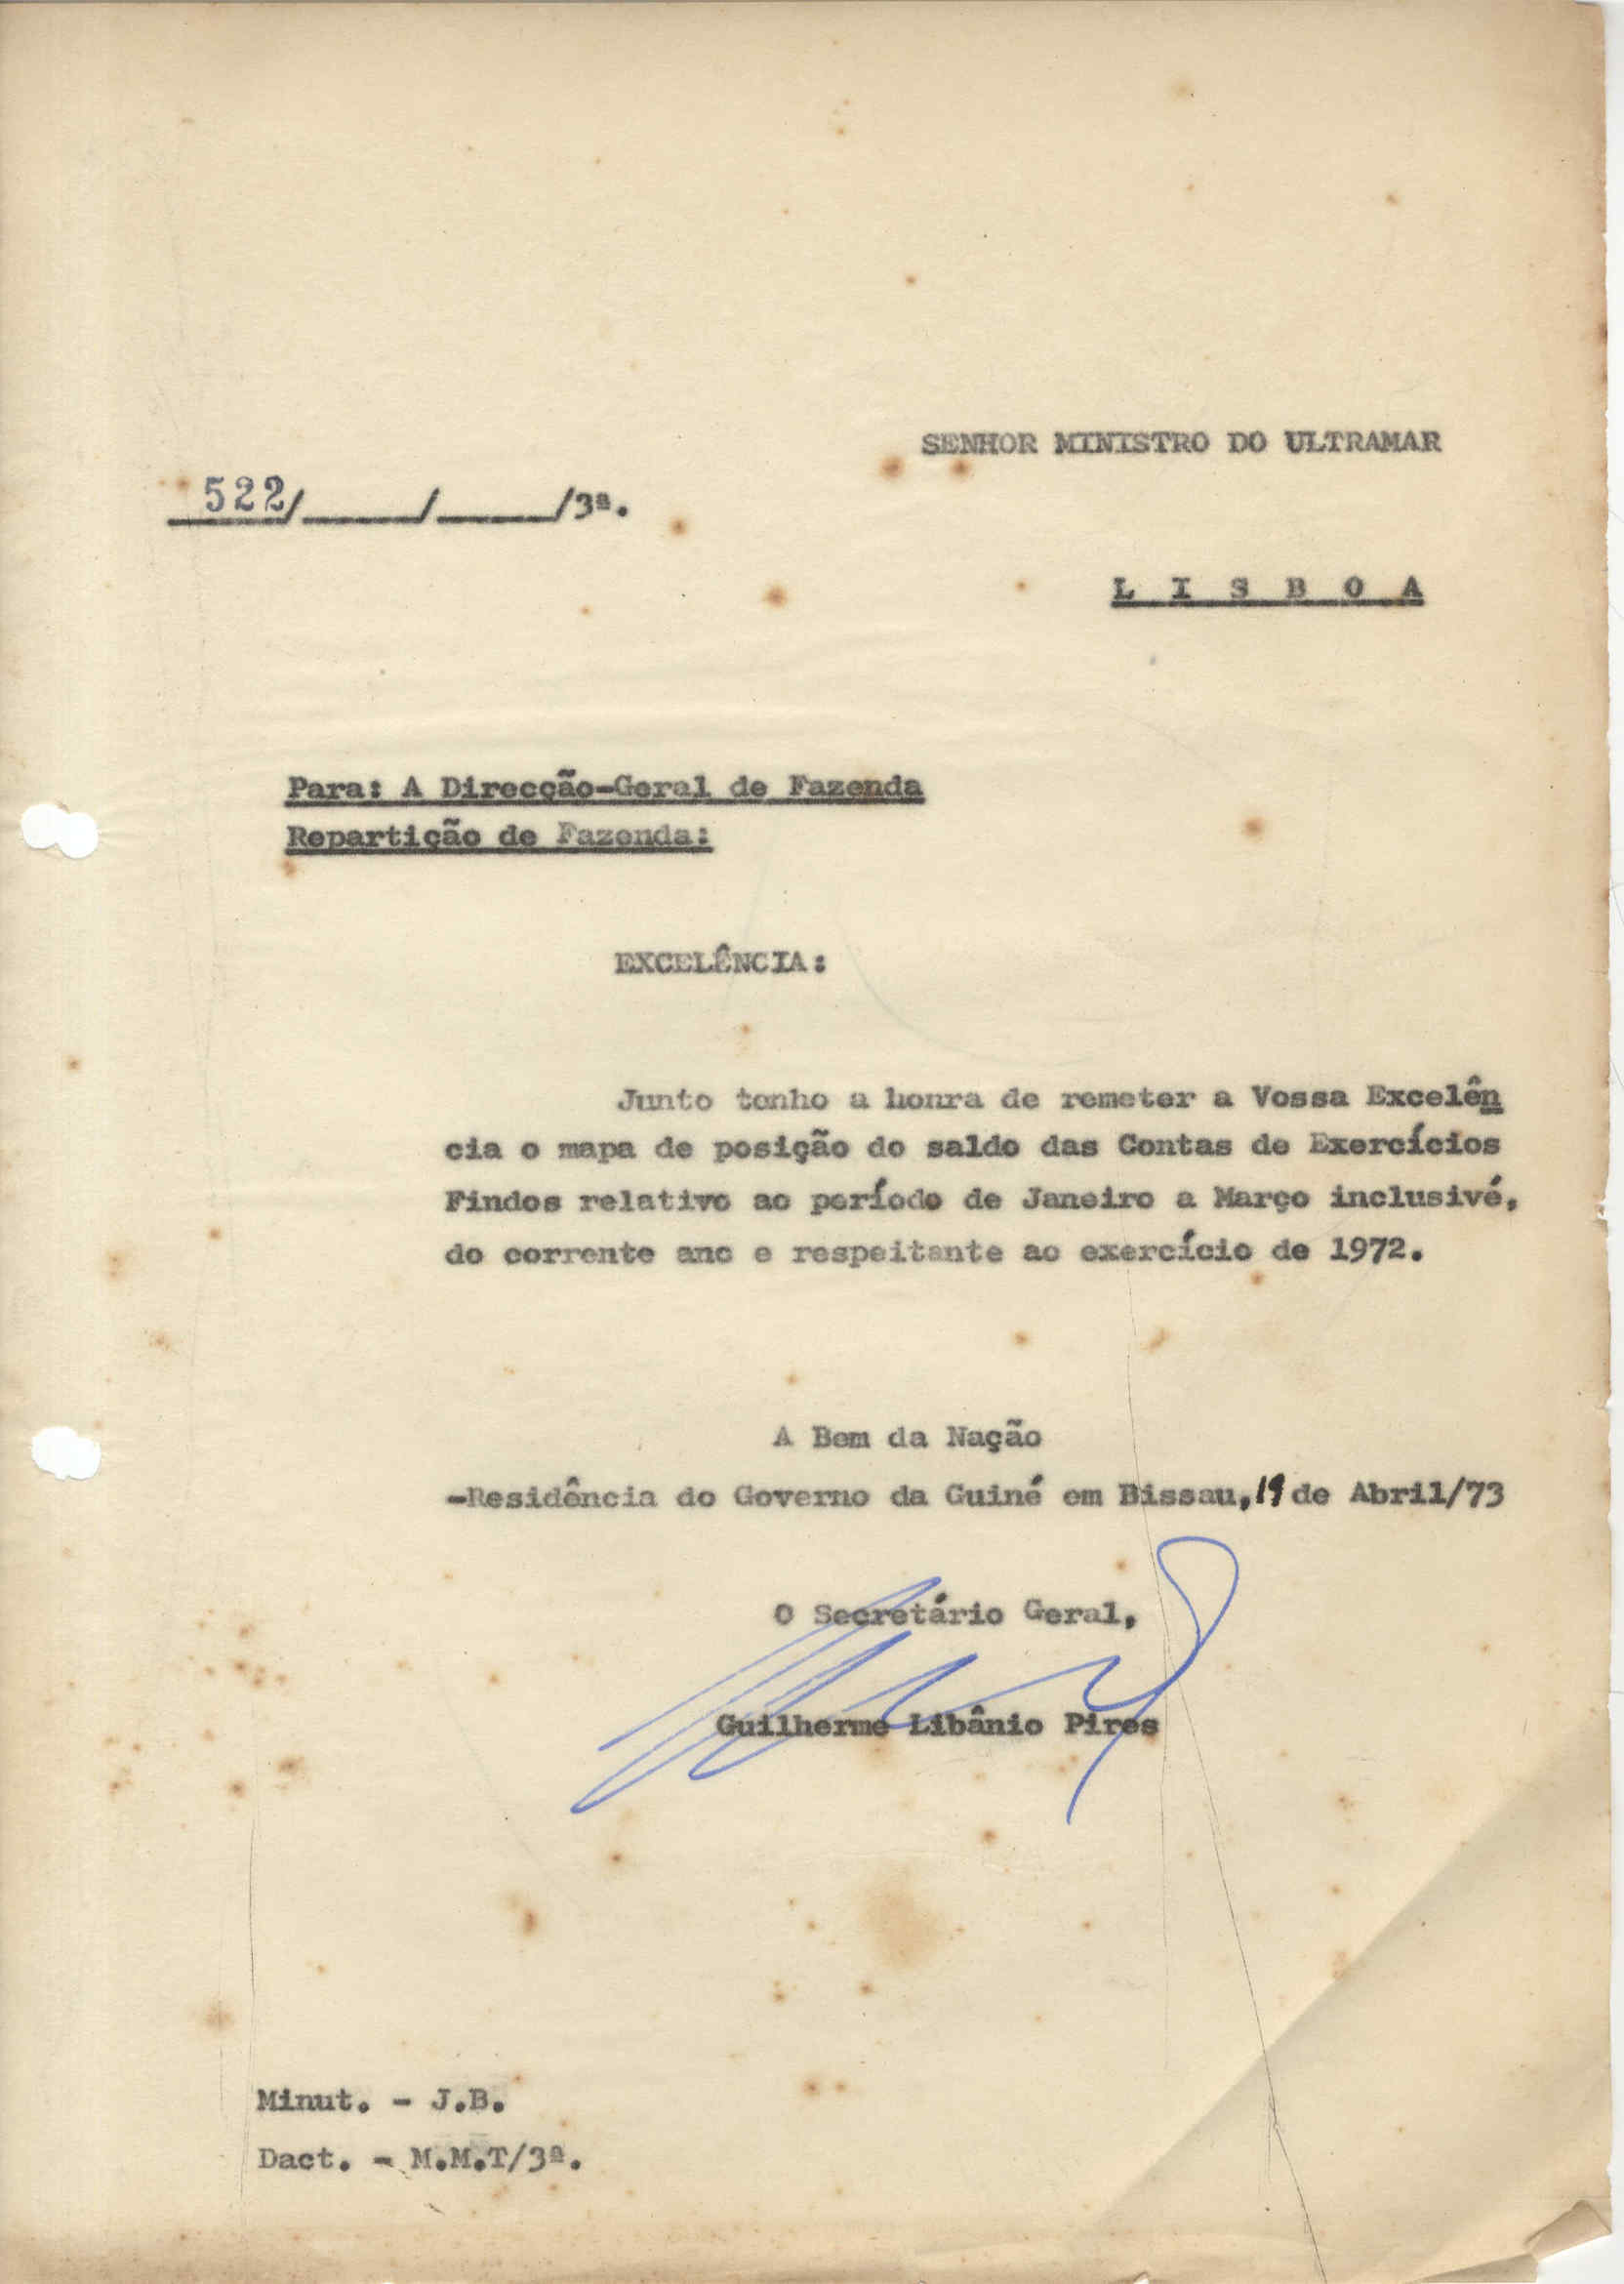 SENHOR MINISTRO DO ULTRAMAR
522/_____/_____/3ª.
L I S B O A
Para: A Direcção-Geral de Fazenda
Repartição de Fazenda:
EXCELÊNCIA:
Junto tenho a honra de remeter a Vossa Excelên
cia o mapa de posição do saldo das Contas de Exercícios
Findos relativo ao período de Janeiro a Março inclusivé,
do corrente ano e respeitante ao exercício de 1972.
A Bem da Nação
-Residência do Governo da Guiné em Bissau, 19 de Abril/73
O Secretário Geral,
Guilherme Libânio Pires
Minut. - J.B.
Dact. - M.M.T/3ª.